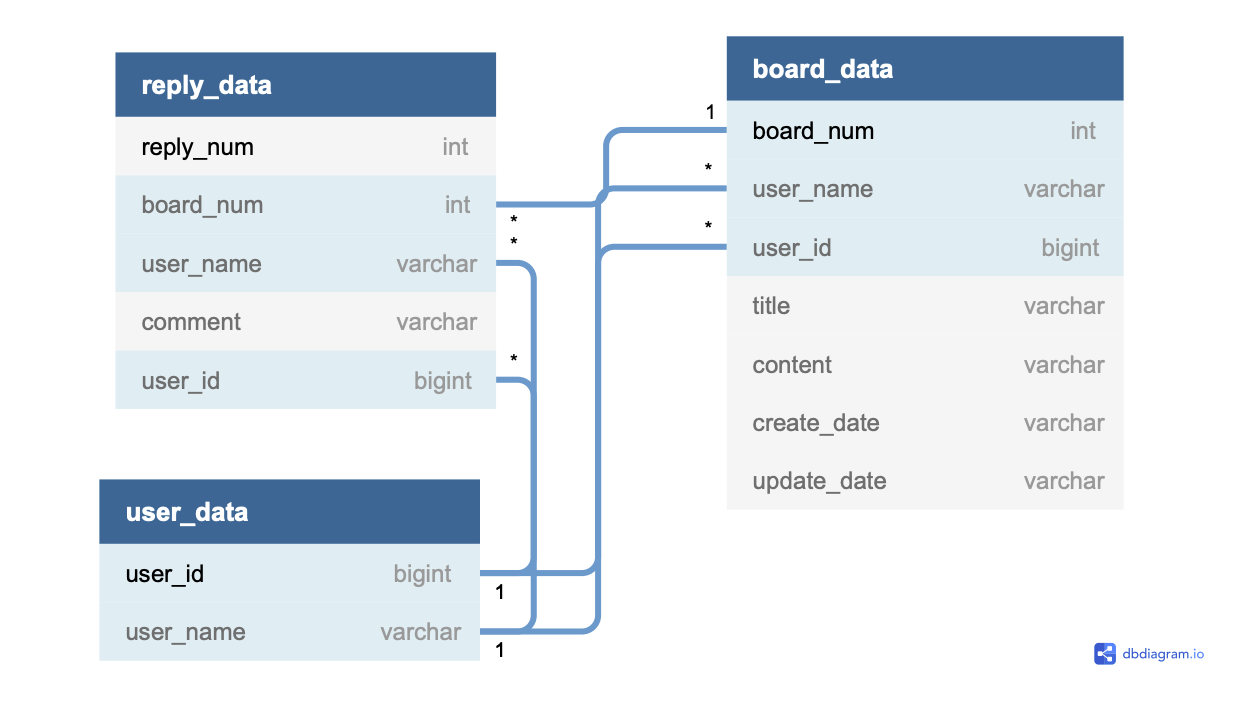 reply_data
reply_num int
board_num int
*
*
user_name varchar
comment varchar
*
user_id bigint
user_data
user_id bigint
1
user_name varchar
1
board_data
1
board_num int
*
user_name varchar
*
user_id bigint
title varchar
content varchar
create_date varchar
update_date varchar
dbdiagram.io